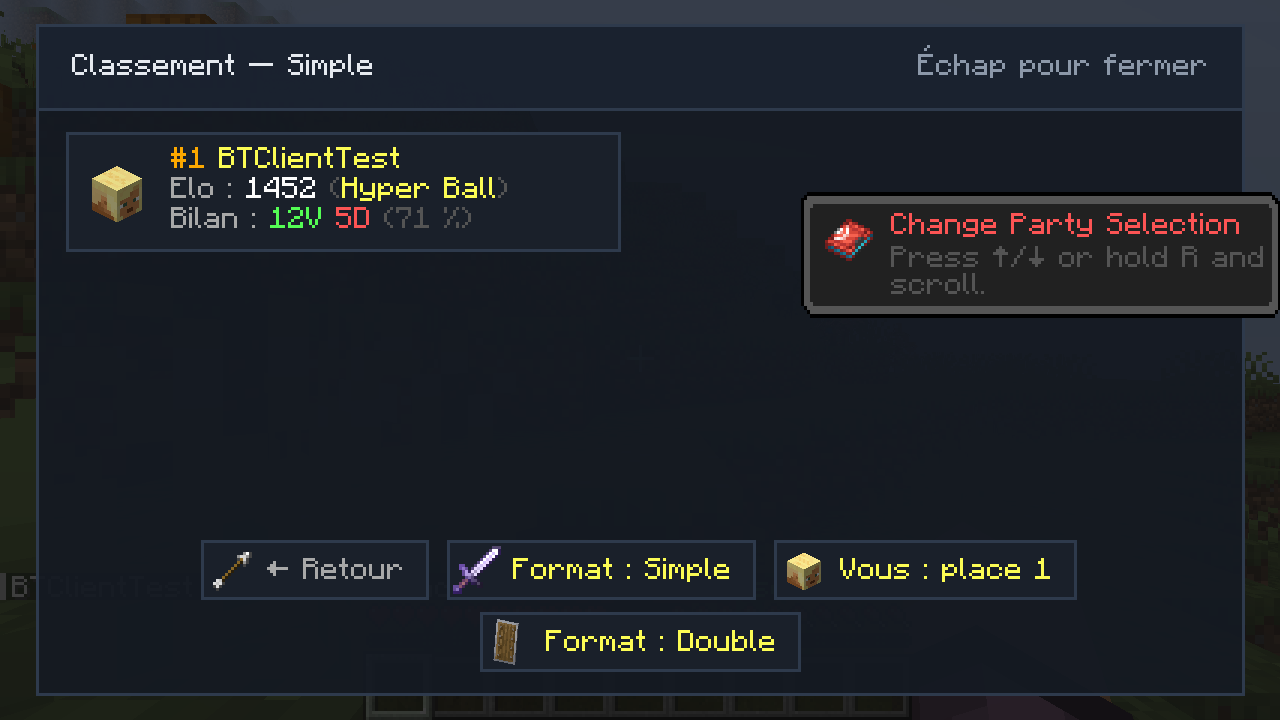 Classement — Simple
Échap pour fermer
#1 BTClientTest
Elo : 1452 (Hyper Ball)
Bilan : 12V 5D (71 %)
Change Party Selection
Press ↑/↓ or hold R and
scroll.
← Retour
Format : Simple
Vous : place 1
BTClientTest
Format : Double